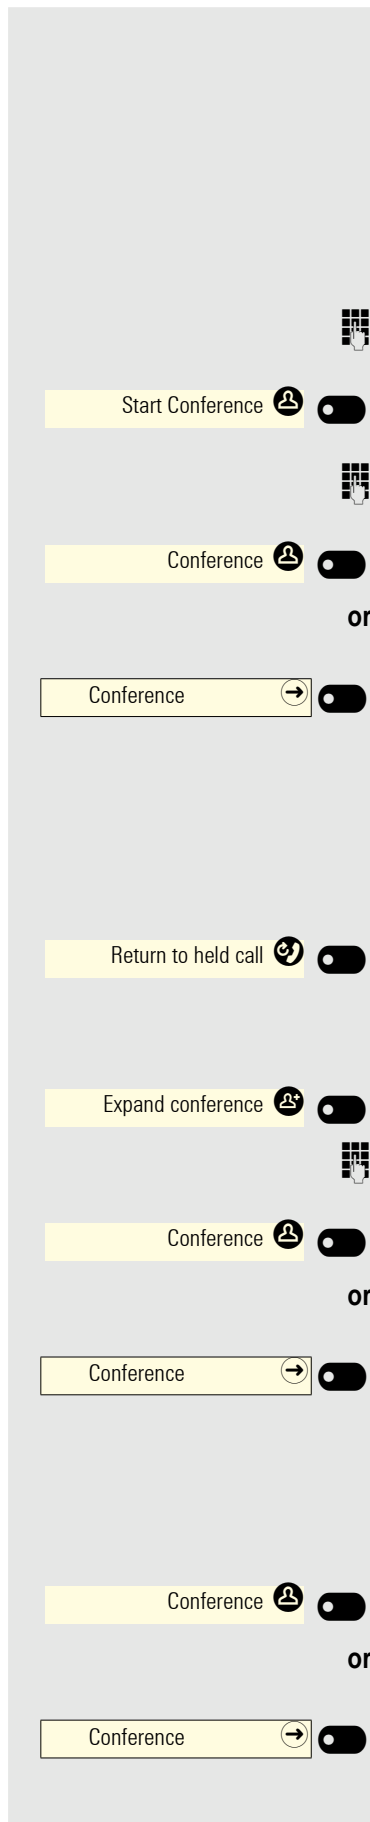 Start Conference
Conference
or
Conference
Return to held call
Expand conference
Conference
or
Conference
Conference
or
Conference